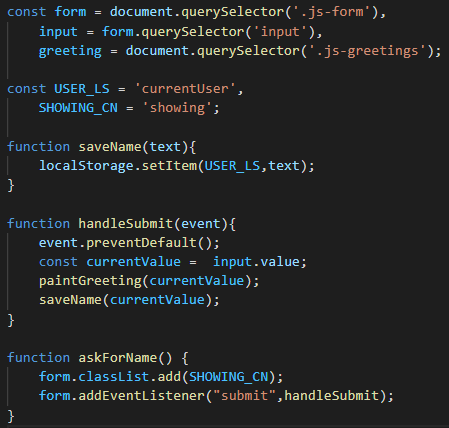 const form = document.querySelector('.js-form'),
    input = form.querySelector('input'),
    greeting = document.querySelector('.js-greetings');

const USER_LS = 'currentUser',
    SHOWING_CN = 'showing';

function saveName(text){
    localStorage.setItem(USER_LS,text);
}

function handleSubmit(event){
    event.preventDefault();
    const currentValue =  input.value;
    paintGreeting(currentValue);
    saveName(currentValue);
}

function askForName() {
    form.classList.add(SHOWING_CN);
    form.addEventListener("submit",handleSubmit);
}